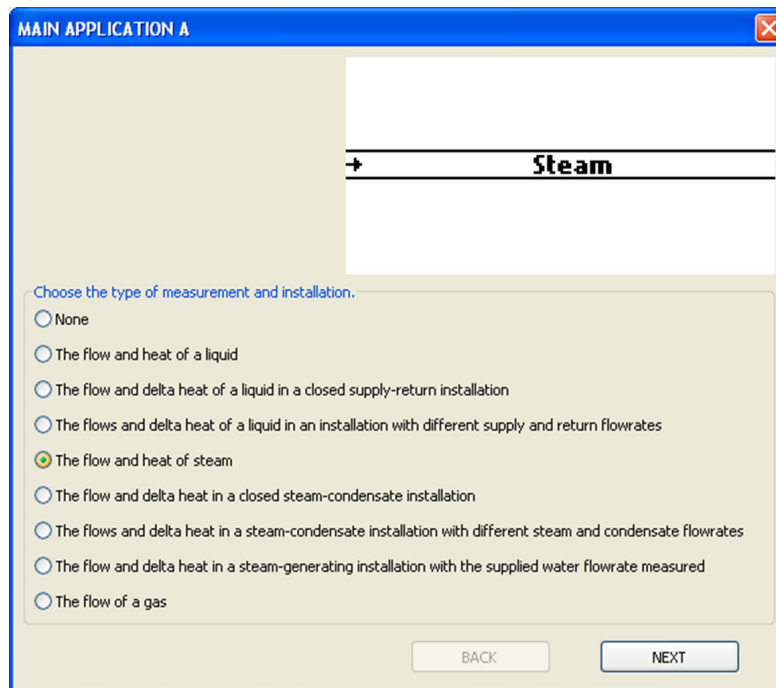 MAIN APPLICATION A
Steam
Choose the type of measurement and installation.
None
The flow and heat of a liquid
The flow and delta heat of a liquid in a closed supply-return installation
The flows and delta heat of a liquid in an installation with different supply and return flowrates
The flow and heat of steam
The flow and delta heat in a closed steam-condensate installation
The flows and delta heat in a steam-condensate installation with different steam and condensate flowrates
The flow and delta heat in a steam-generating installation with the supplied water flowrate measured
The flow of a gas
BACK NEXT